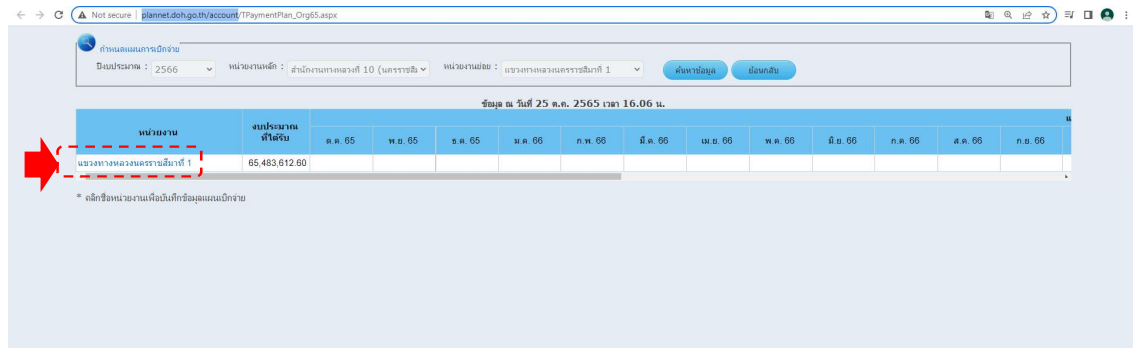 Not secure | plannet.doh.go.th/account/TPaymentPlan_Org65.aspx
กำหนดแผนการเบิกจ่าย
ปีงบประมาณ : 2566 หน่วยงานหลัก : สำนักงานทางหลวงที่ 10 (นครราชสีม หน่วยงานย่อย : แขวงทางหลวงนครราชสีมาที่ 1 ค้นหาข้อมูล ย้อนกลับ
ข้อมูล ณ วันที่ 25 ต.ค. 2565 เวลา 16.06 น.
หน่วยงาน งบประมาณ
ที่ได้รับ ต.ค. 65 พ.ย. 65 ธ.ค. 65 ม.ค. 66 ก.พ. 66 มี.ค. 66 เม.ย. 66 พ.ค. 66 มิ.ย. 66 ก.ค. 66 ส.ค. 66 ก.ย. 66
แขวงทางหลวงนครราชสีมาที่ 1 65,483,612.60
* คลิกชื่อหน่วยงานเพื่อบันทึกข้อมูลแผนเบิกจ่าย